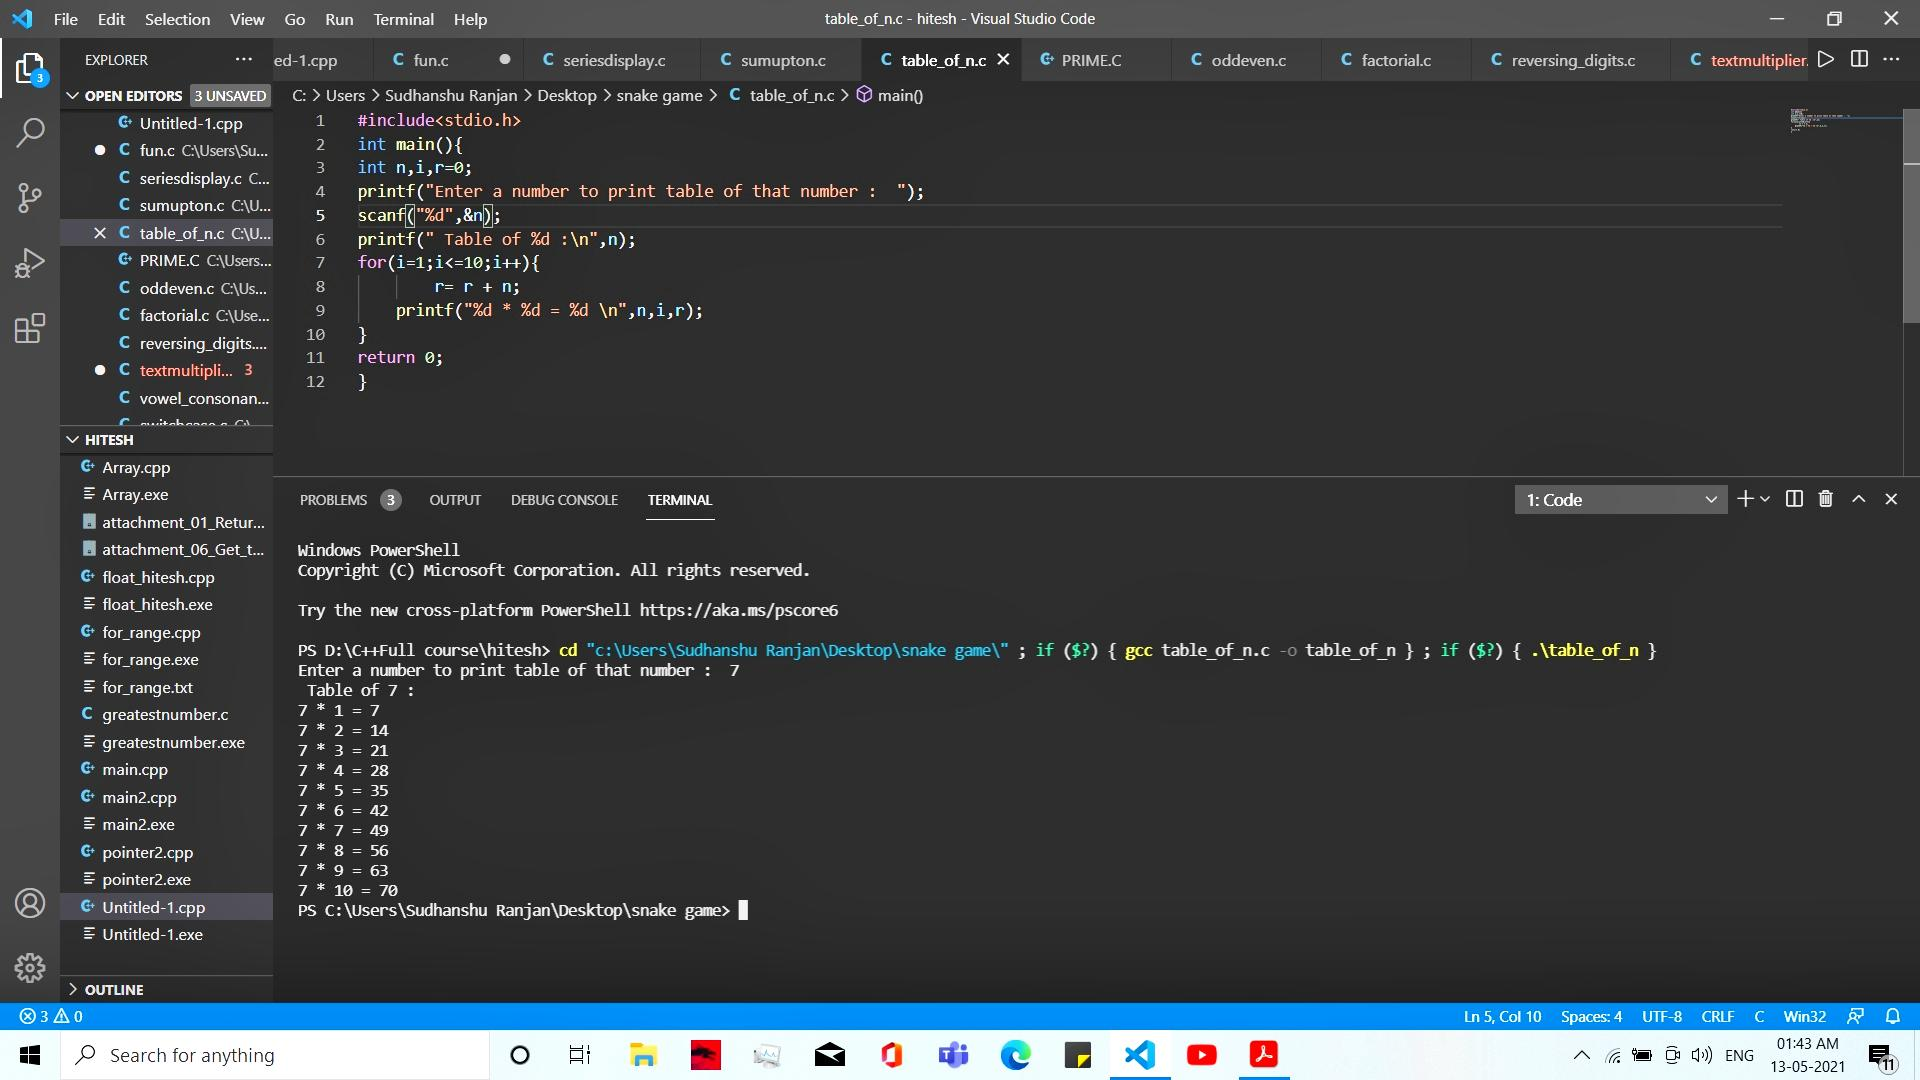 File Edit Selection View Go Run Terminal Help
table_of_n.c - hitesh - Visual Studio Code
EXPLORER ...
ed-1.cpp
C fun.c
C seriesdisplay.c
C sumupton.c
C table_of_n.c
PRIME.C
C oddeven.c
C factorial.c
C reversing_digits.c
C textmultiplier.
OPEN EDITORS 3 UNSAVED
Untitled-1.cpp
C fun.c C:\Users\Su...
C seriesdisplay.c C...
C sumupton.c C:\U...
C table_of_n.c C:\U...
PRIME.C C:\Users...
C oddeven.c C:\Us...
C factorial.c C:\Use...
C reversing_digits....
C textmultipli... 3
C vowel_consonan...
C switchcase.c C:\
HITESH
Array.cpp
Array.exe
attachment_01_Retur...
attachment_06_Get_t...
float_hitesh.cpp
float_hitesh.exe
for_range.cpp
for_range.exe
for_range.txt
C greatestnumber.c
greatestnumber.exe
main.cpp
main2.cpp
main2.exe
pointer2.cpp
pointer2.exe
Untitled-1.cpp
Untitled-1.exe
OUTLINE
C: > Users > Sudhanshu Ranjan > Desktop > snake game > C table_of_n.c > main()
1 #include<stdio.h>
2 int main(){
3 int n,i,r=0;
4 printf("Enter a number to print table of that number :  ");
5 scanf("%d",&n);
6 printf(" Table of %d :\n",n);
7 for(i=1;i<=10;i++){
8 r= r + n;
9 printf("%d * %d = %d \n",n,i,r);
10 }
11 return 0;
12 }
PROBLEMS 3 OUTPUT DEBUG CONSOLE TERMINAL
1: Code
Windows PowerShell
Copyright (C) Microsoft Corporation. All rights reserved.
Try the new cross-platform PowerShell https://aka.ms/pscore6
PS D:\C++Full course\hitesh> cd "c:\Users\Sudhanshu Ranjan\Desktop\snake game\" ; if ($?) { gcc table_of_n.c -o table_of_n } ; if ($?) { .\table_of_n }
Enter a number to print table of that number :  7
 Table of 7 :
7 * 1 = 7
7 * 2 = 14
7 * 3 = 21
7 * 4 = 28
7 * 5 = 35
7 * 6 = 42
7 * 7 = 49
7 * 8 = 56
7 * 9 = 63
7 * 10 = 70
PS C:\Users\Sudhanshu Ranjan\Desktop\snake game>
3 0
Ln 5, Col 10 Spaces: 4 UTF-8 CRLF C Win32
Search for anything
ENG
01:43 AM
13-05-2021
11